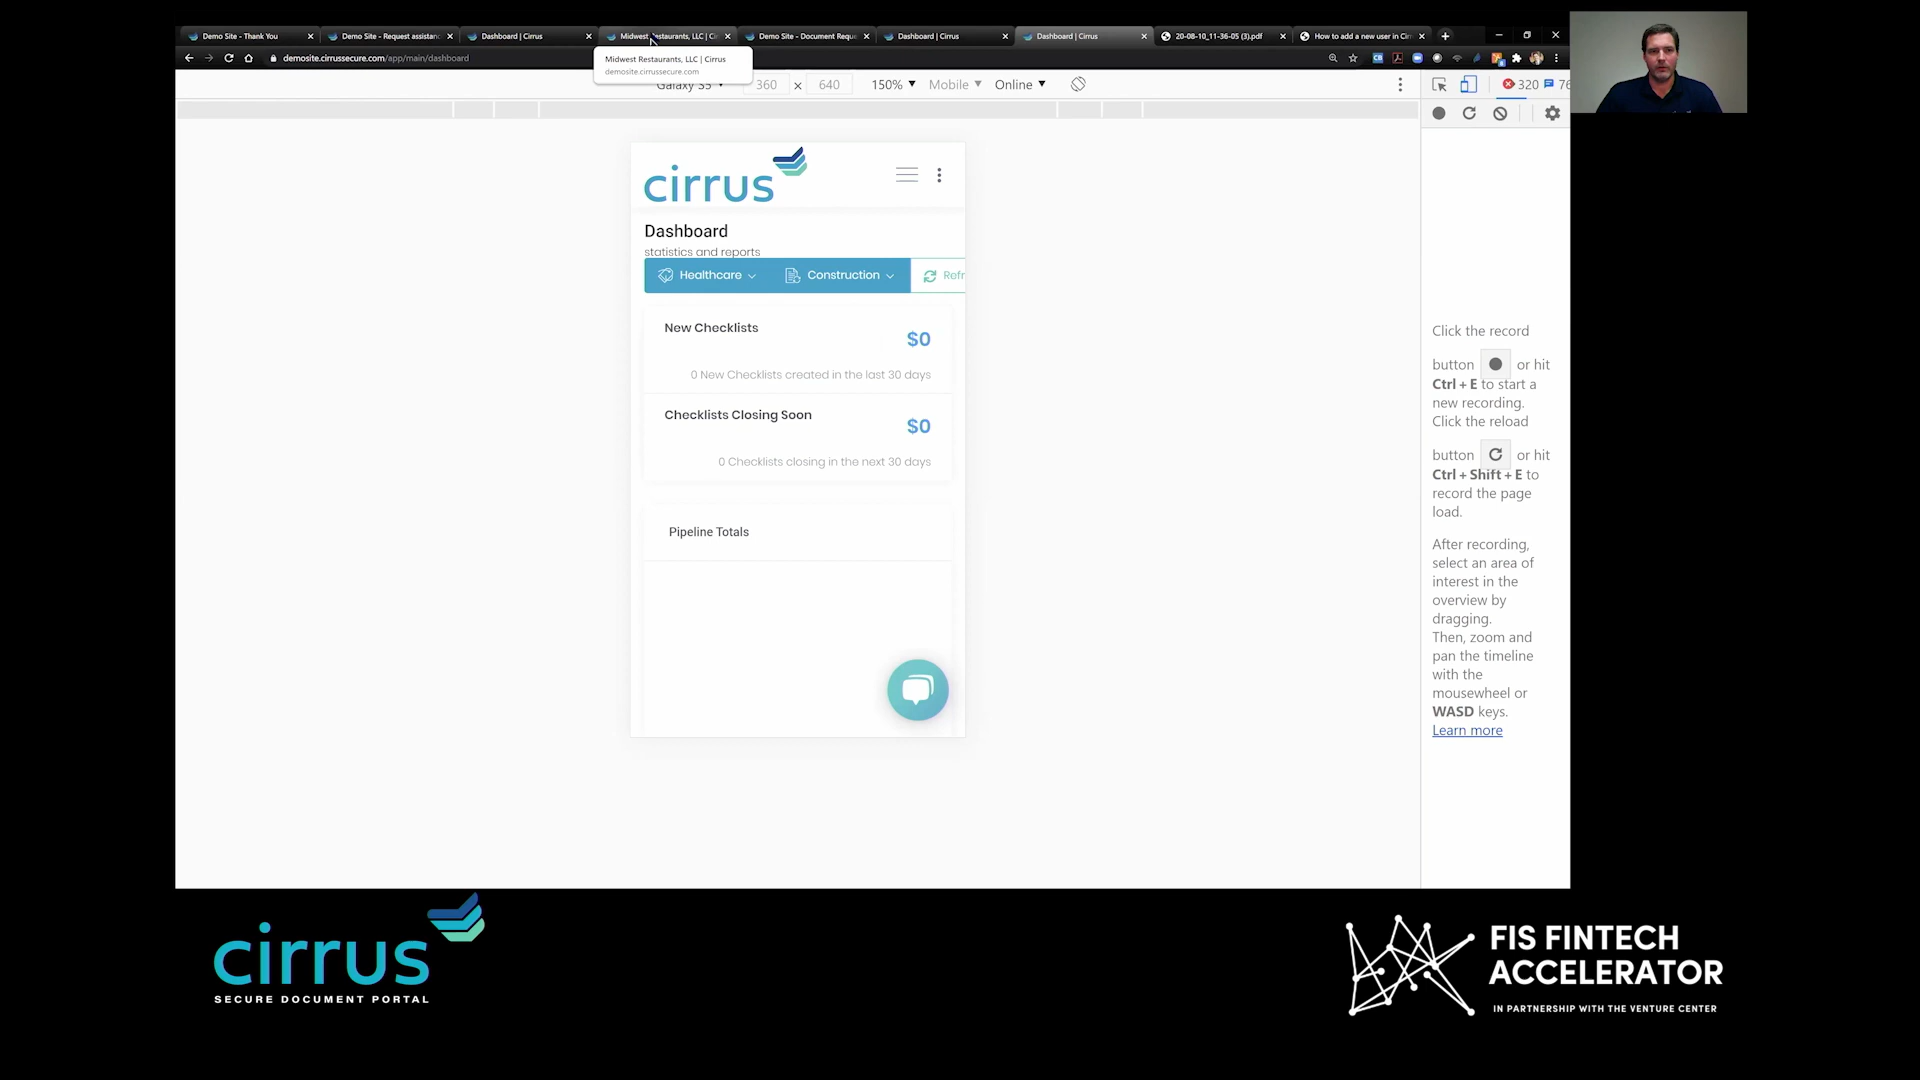 Demo Site - Thank You
Demo Site - Request assistan
Dashboard | Cirrus
Midwest Restaurants, LLC | Ci
Demo Site - Document Requ
Dashboard | Cirrus
Dashboard | Cirrus
20-08-10_11-36-05 (3).pdf
How to add a new user in Cirr
demosite.cirrussecure.com/app/main/dashboard
Midwest Restaurants, LLC | Cirrus
demosite.cirrussecure.com
Galaxy S5
360 x 640
150%
Mobile
Online
320
76
cirrus
Dashboard
statistics and reports
Healthcare
Construction
Refr
New Checklists
$0
0 New Checklists created in the last 30 days
Checklists Closing Soon
$0
0 Checklists closing in the next 30 days
Pipeline Totals
Click the record
button or hit
Ctrl + E to start a
new recording.
Click the reload
button or hit
Ctrl + Shift + E to
record the page
load.
After recording,
select an area of
interest in the
overview by
dragging.
Then, zoom and
pan the timeline
with the
mousewheel or
WASD keys.
Learn more
cirrus
SECURE DOCUMENT PORTAL
FIS FINTECH
ACCELERATOR
IN PARTNERSHIP WITH THE VENTURE CENTER